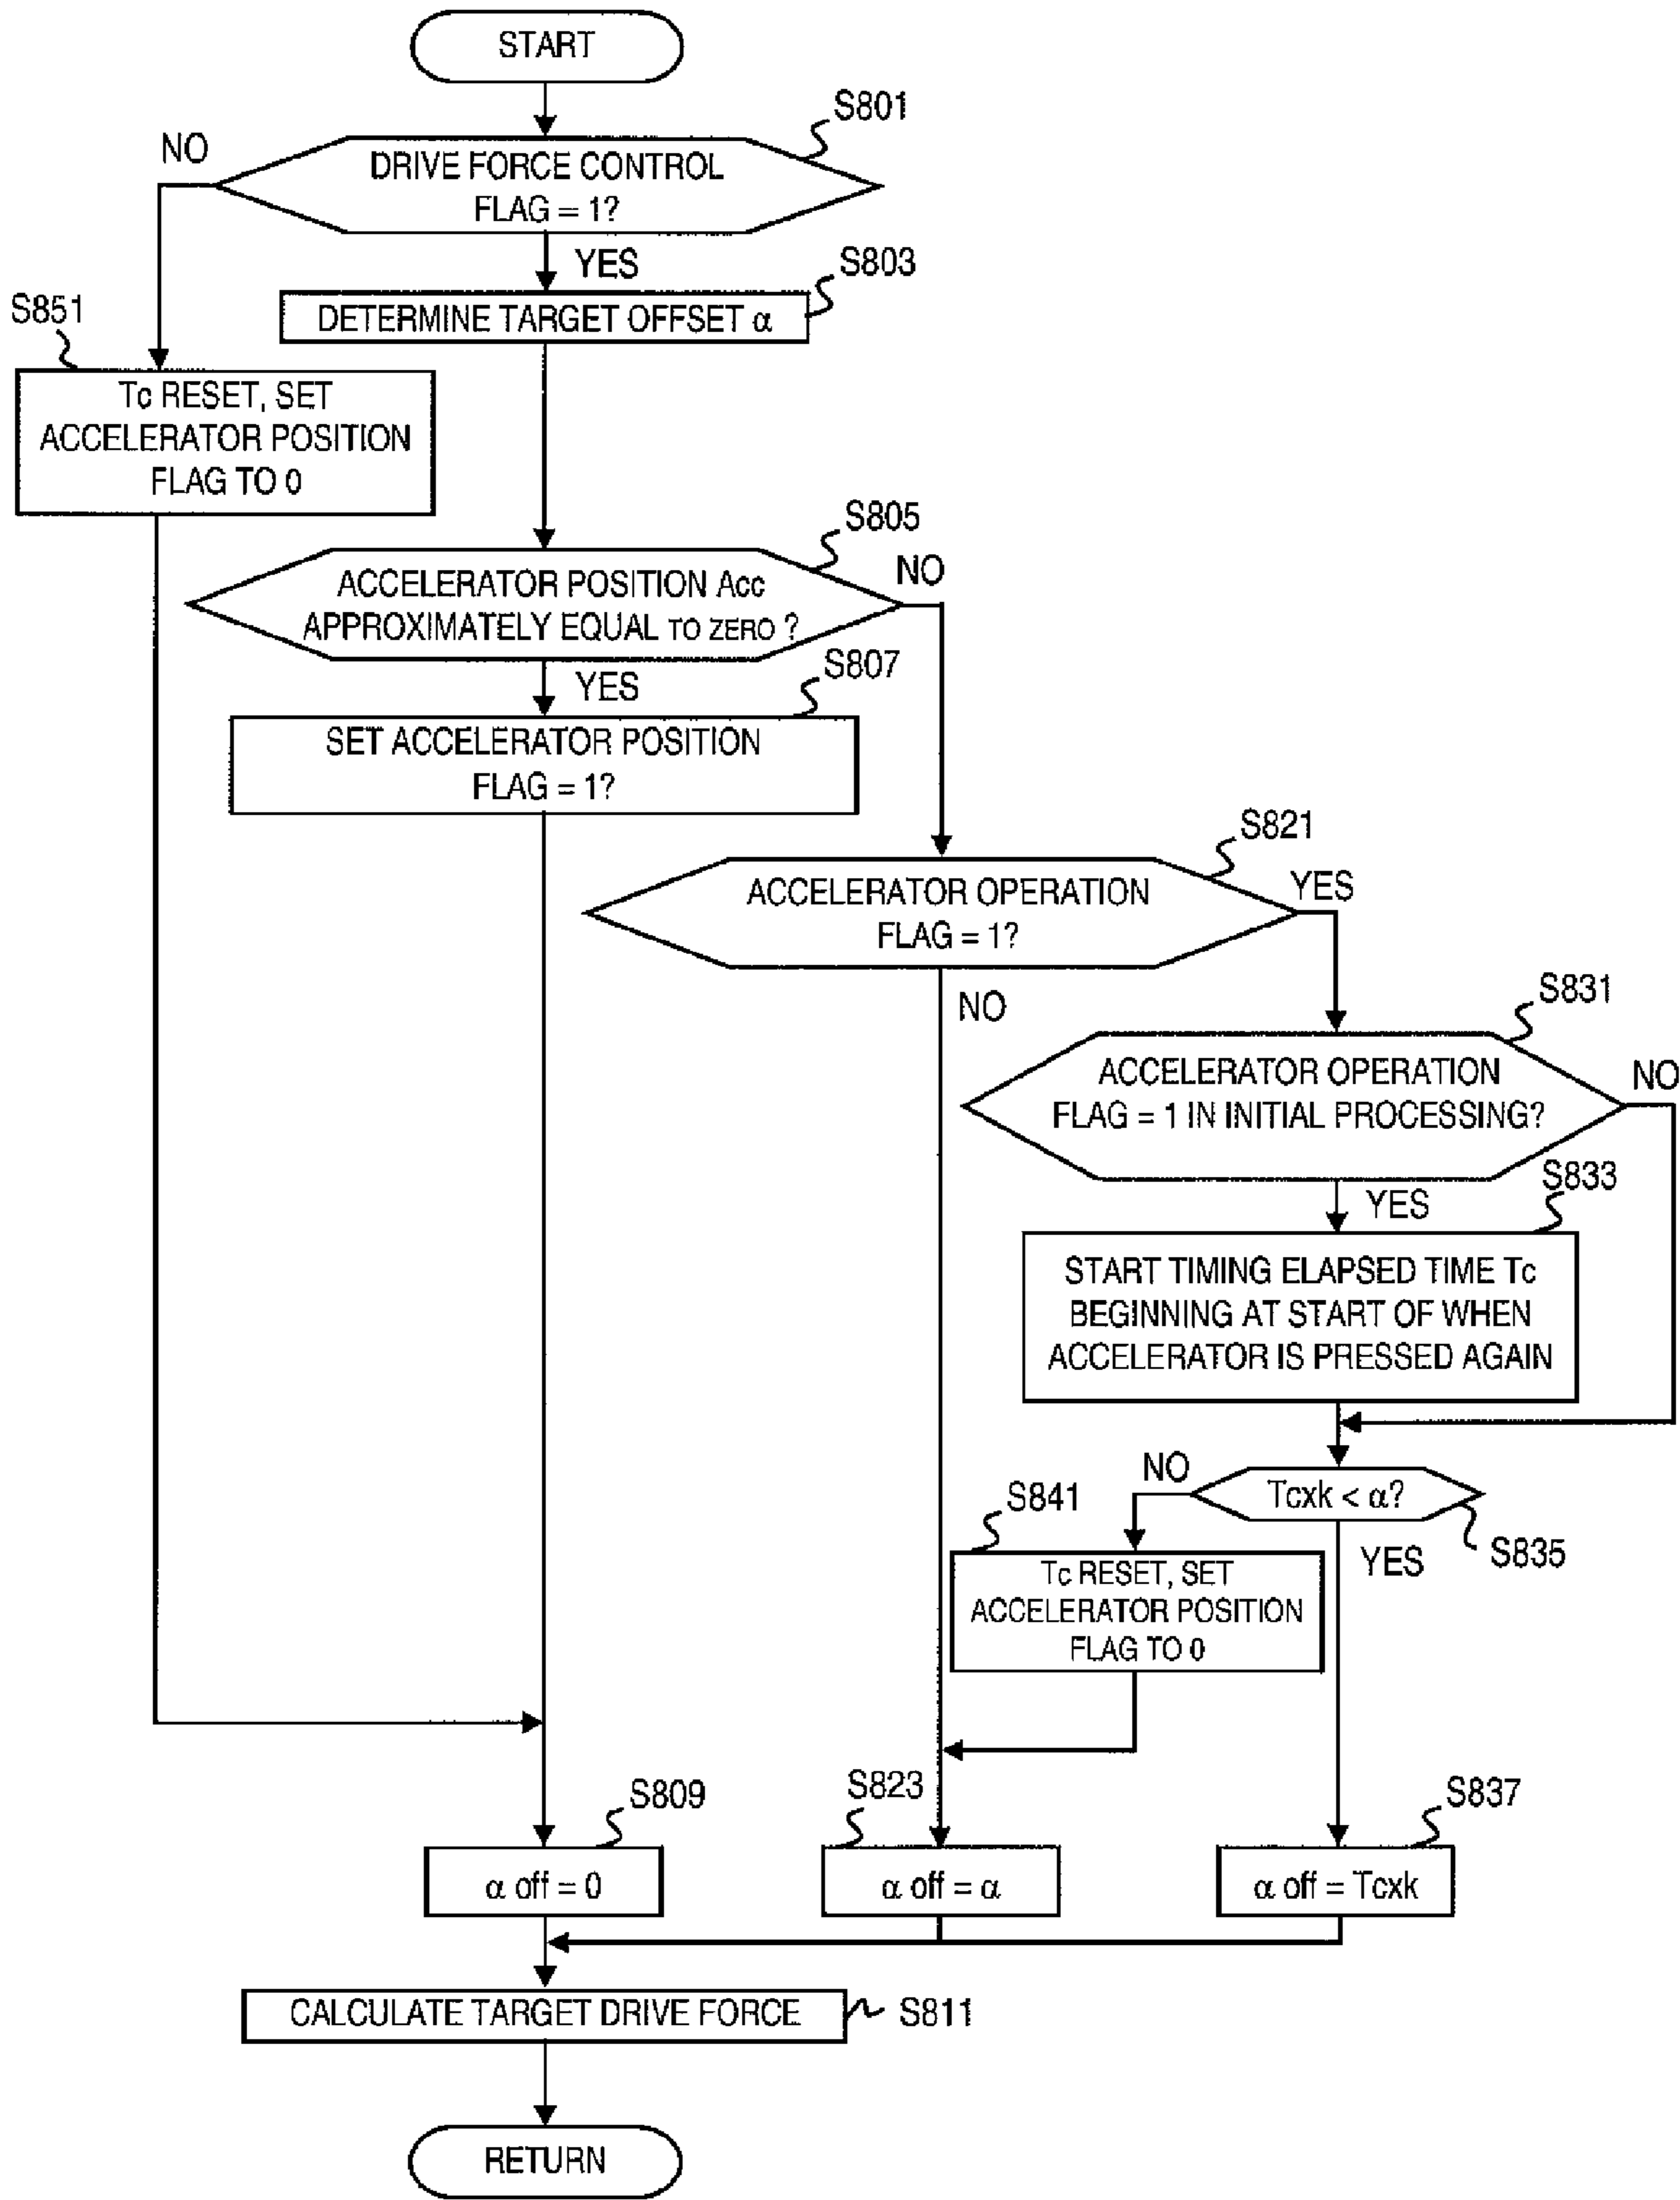 START
S801
NO
DRIVE FORCE CONTROL
FLAG = 1?
YES
S803
DETERMINE TARGET OFFSET α
S851
Tc RESET, SET
ACCELERATOR POSITION
FLAG TO 0
S805
NO
ACCELERATOR POSITION Acc
APPROXIMATELY EQUAL TO ZERO ?
YES
S807
SET ACCELERATOR POSITION
FLAG = 1?
S821
ACCELERATOR OPERATION
FLAG = 1?
YES
NO
S831
ACCELERATOR OPERATION
FLAG = 1 IN INITIAL PROCESSING?
NO
YES
S833
START TIMING ELAPSED TIME Tc
BEGINNING AT START OF WHEN
ACCELERATOR IS PRESSED AGAIN
NO
Tcxk < α?
S835
YES
S841
Tc RESET, SET
ACCELERATOR POSITION
FLAG TO 0
S809
α off = 0
S823
α off = α
S837
α off = Tcxk
CALCULATE TARGET DRIVE FORCE
S811
RETURN